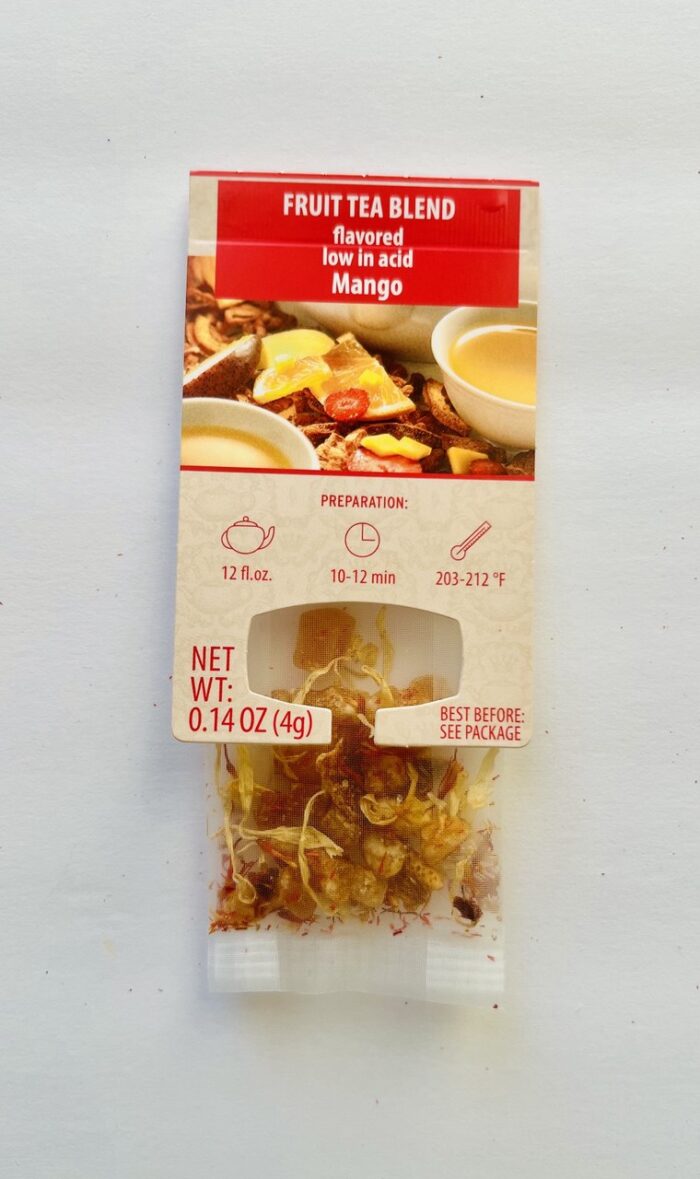 FRUIT TEA BLEND
flavored
low in acid
Mango
PREPARATION:
12 fl.oz.
10-12 min
203-212 °F
NET
WT:
0.14 OZ (4g)
BEST BEFORE:
SEE PACKAGE